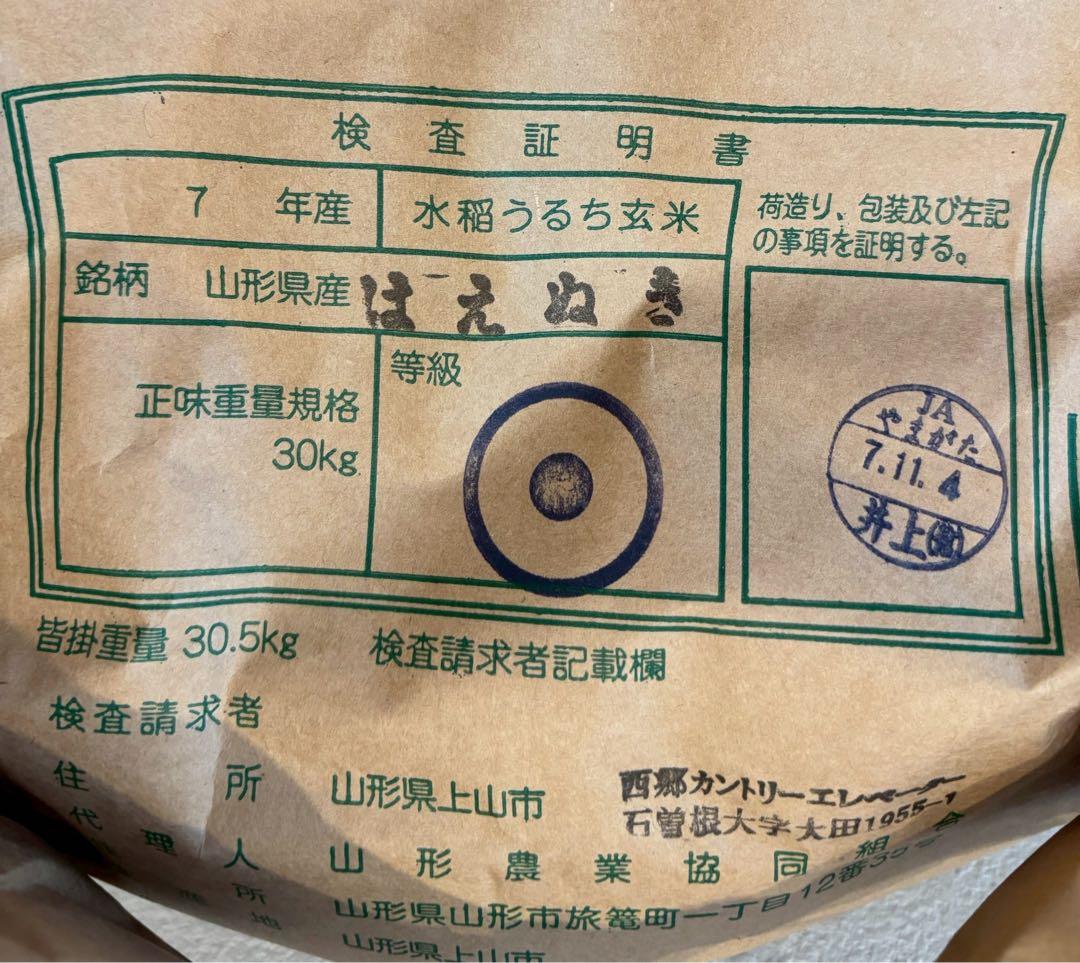 検査証明書
7 年産
水稲うるち玄米
銘柄 山形県産 はえぬき
正味重量規格
30kg
等級
荷造り、包装及び左記
の事項を証明する。
JA
やまがた
7.11.4
井上
皆掛重量 30.5kg 検査請求者記載欄
検査請求者
住所 山形県上山市
西郷カントリーエレベーター
石曽根大字太田1955-1
代理人 山形農業協同組合
所 山形県山形市旅篭町一丁目12番35
地 山形県上山市